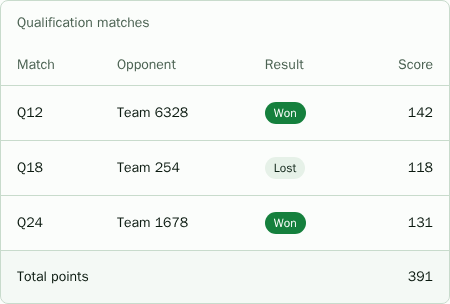 Qualification matches
Match Opponent Result Score
Q12 Team 6328 Won 142
Q18 Team 254 Lost 118
Q24 Team 1678 Won 131
Total points 391